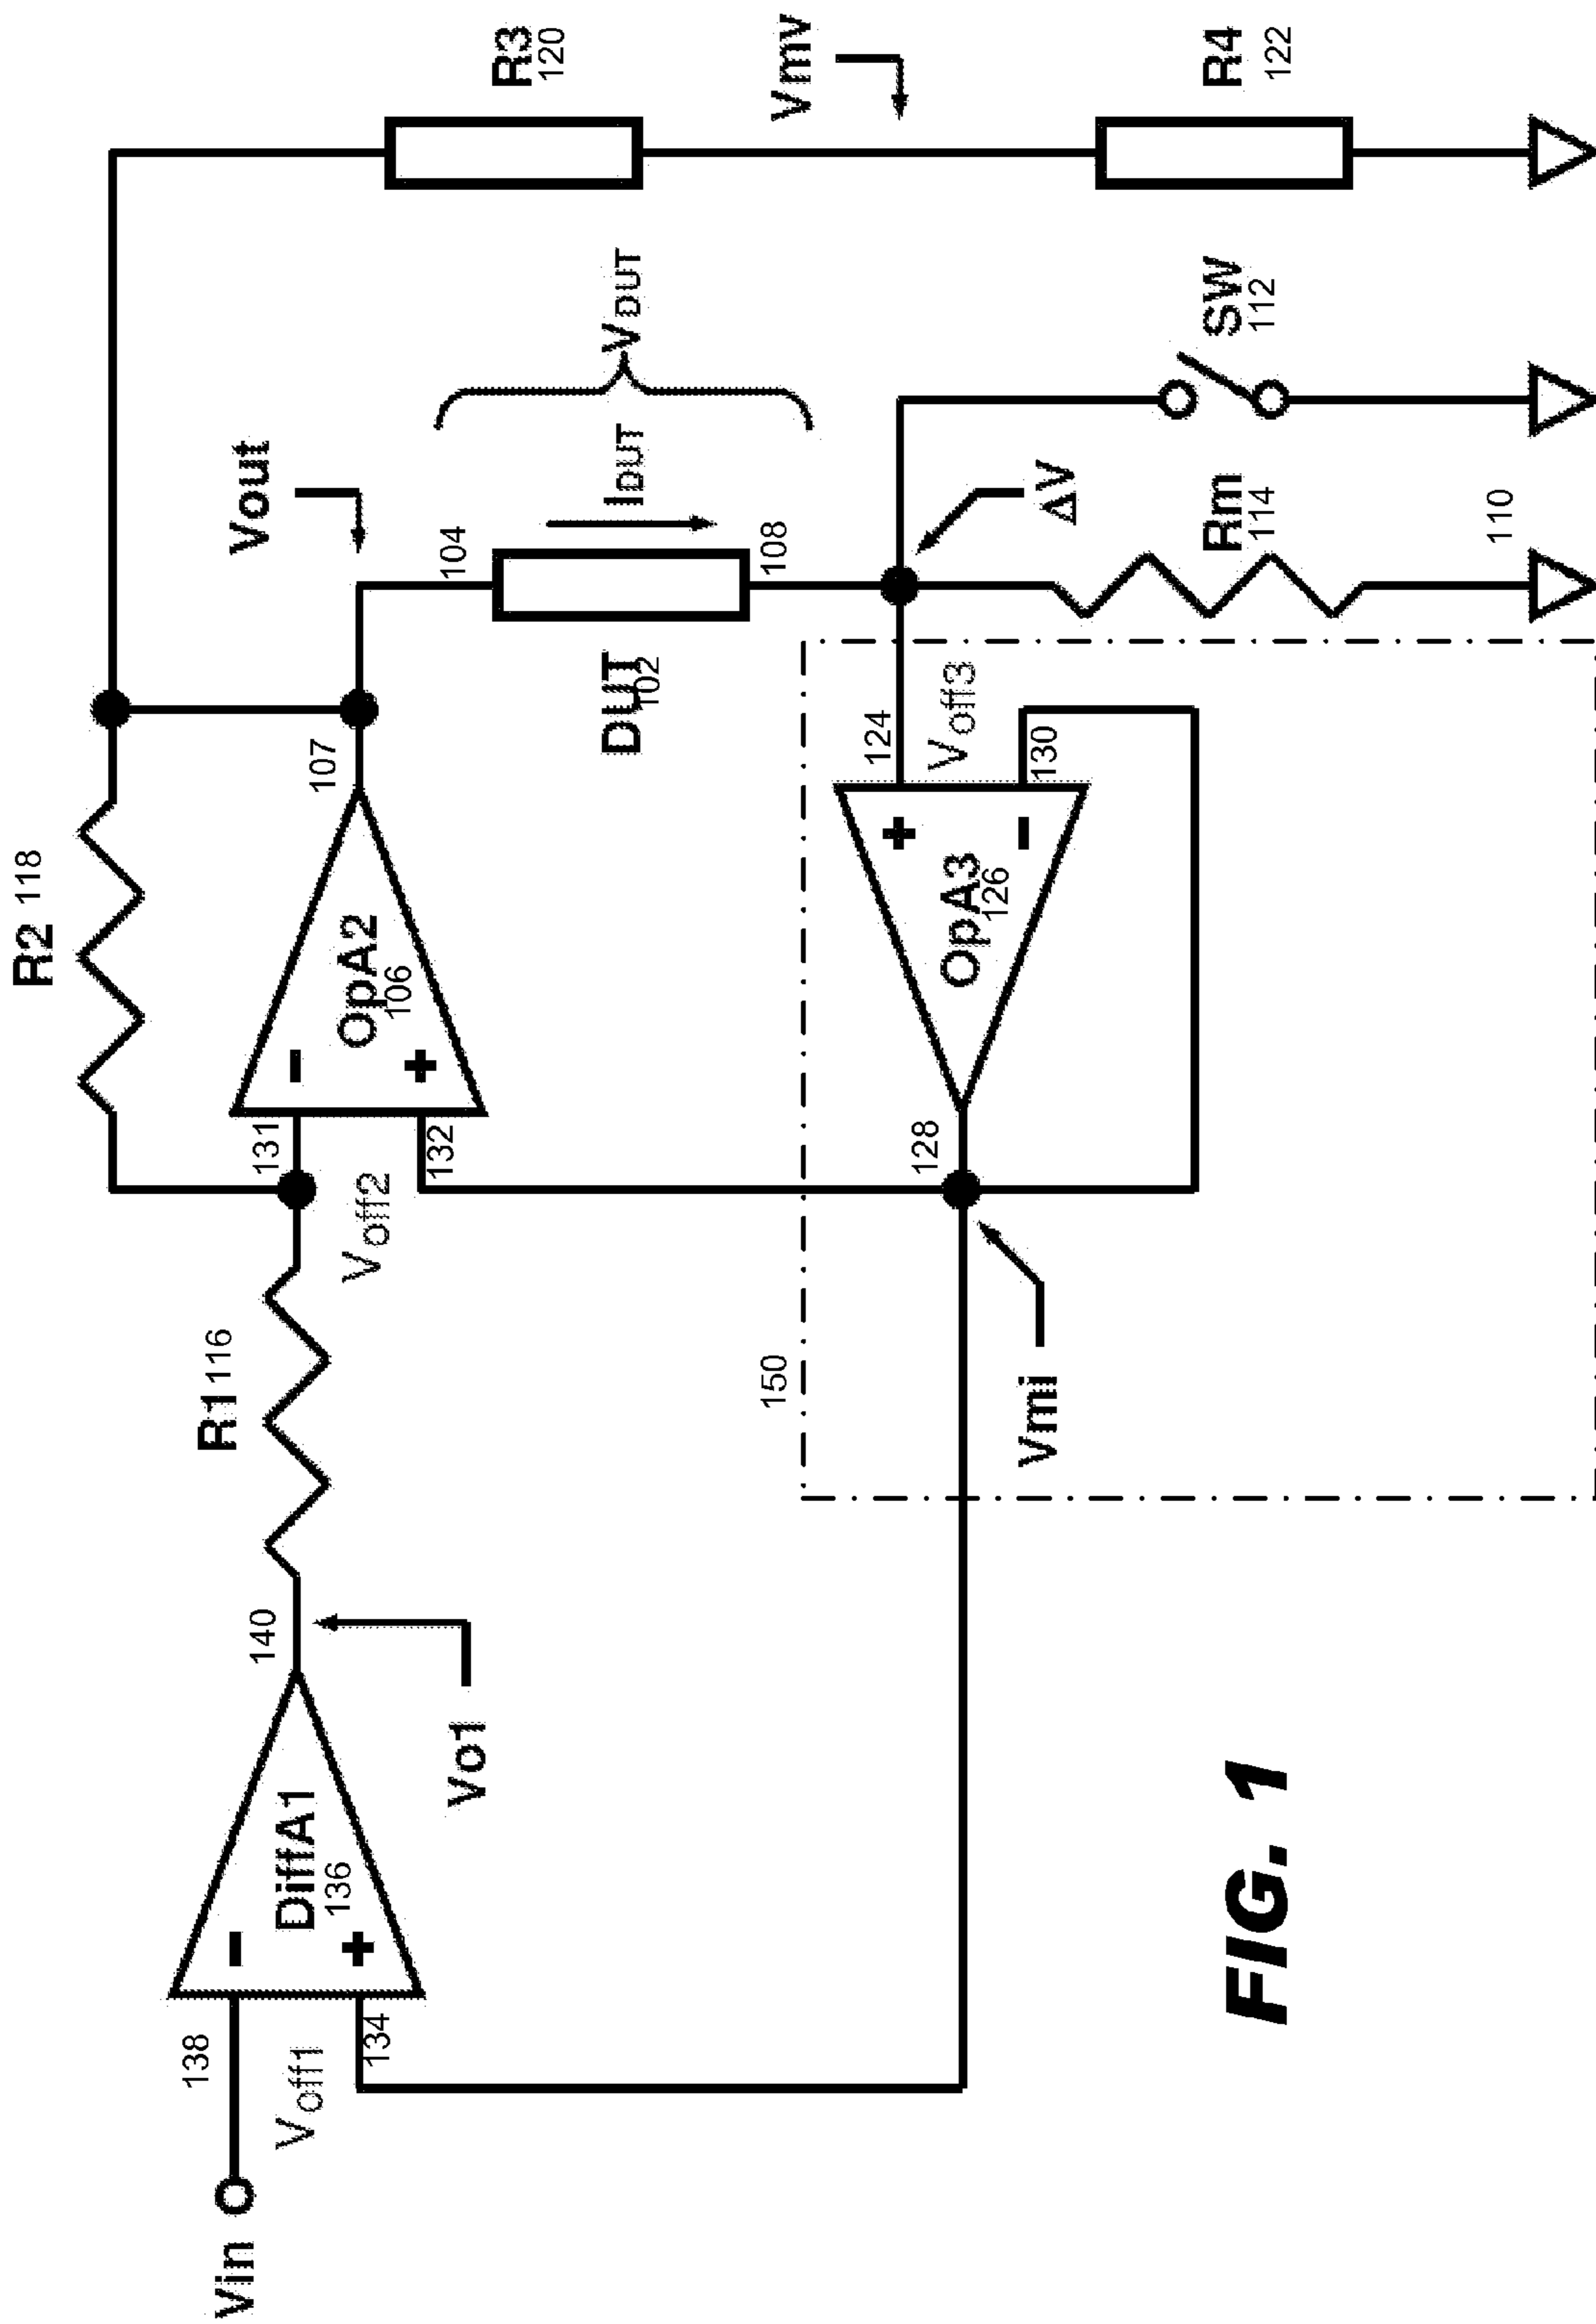 Vin
138
Voff1
134
DiffA1
136
140
Vo1
R1 116
R2 118
131
Voff2
132
OpA2
106
107
Vout
104
DUT
102
IDUT
108
VDUT
R3
120
Vmv
R4
122
SW
112
ΔV
Rm
114
110
124
Voff3
130
OpA3
126
128
Vmi
150
FIG. 1